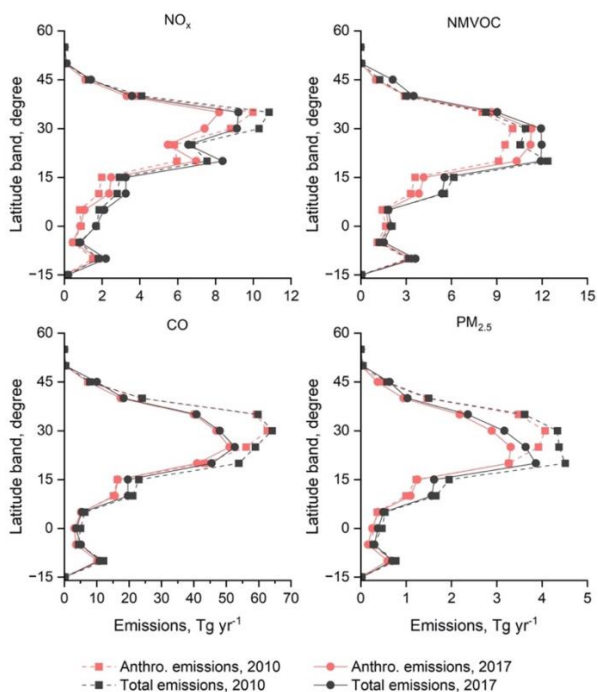 NOx NMVOC
60 60
45 45
30 30
15 15
0 0
−15 −15
Latitude band, degree Latitude band, degree
0 2 4 6 8 10 12 0 3 6 9 12 15
CO PM2.5
60 60
45 45
30 30
15 15
0 0
−15 −15
Latitude band, degree Latitude band, degree
0 10 20 30 40 50 60 70 0 1 2 3 4 5
Emissions, Tg yr-1 Emissions, Tg yr-1
Anthro. emissions, 2010 Anthro. emissions, 2017
Total emissions, 2010 Total emissions, 2017